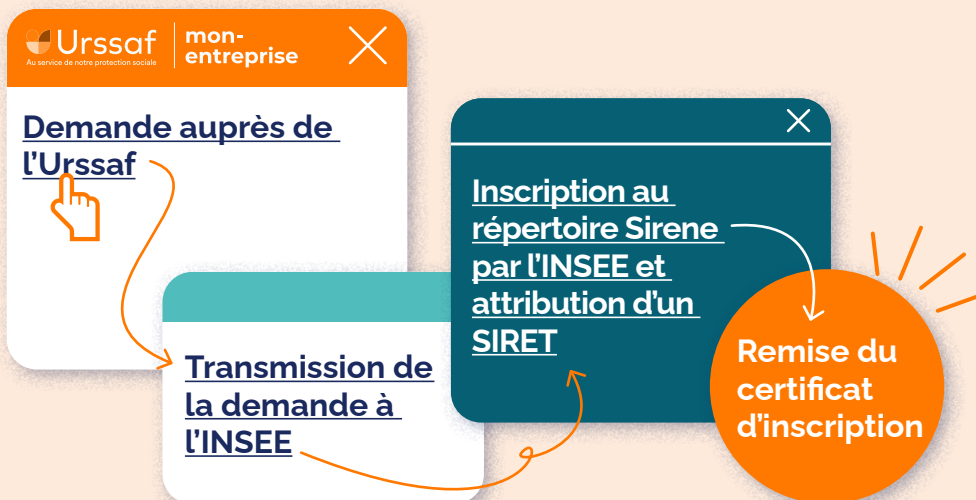 Urssaf
Au service de notre protection sociale
mon-
entreprise
Demande auprès de
l’Urssaf
Transmission de
la demande à
l’INSEE
Inscription au
répertoire Sirene
par l’INSEE et
attribution d’un
SIRET
Remise du
certificat
d’inscription